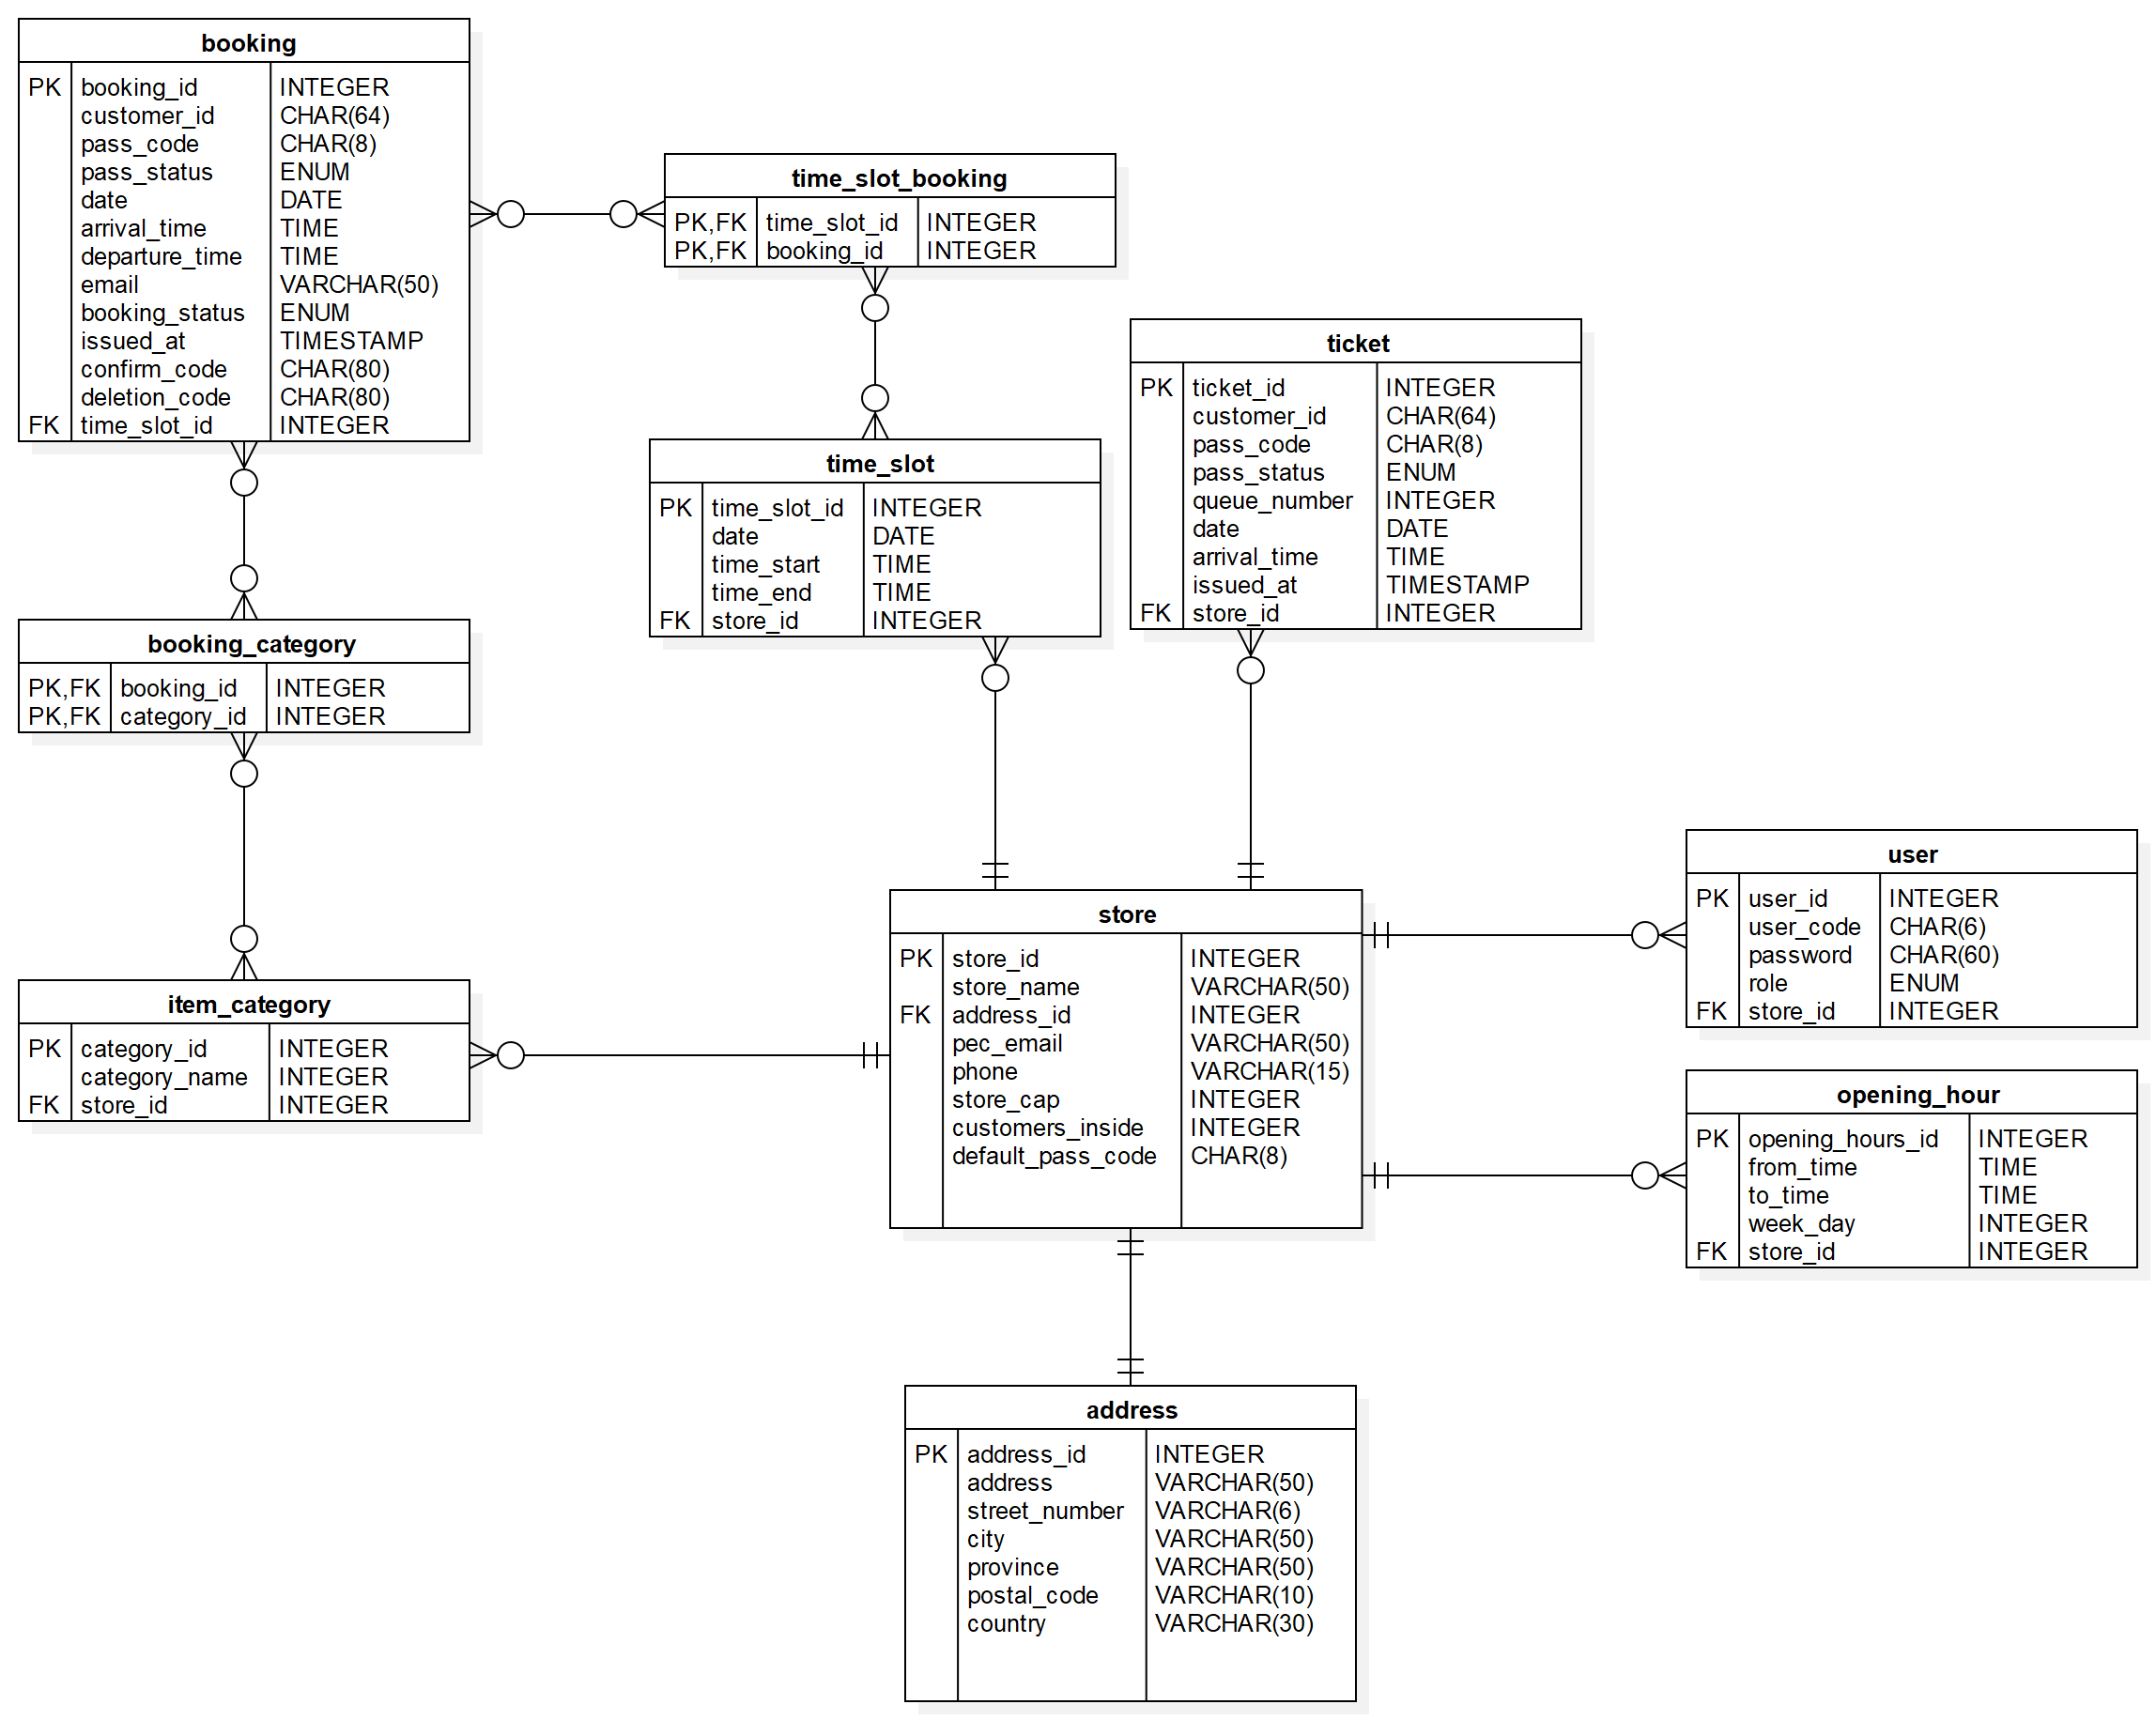 booking
PK booking_id INTEGER
customer_id CHAR(64)
pass_code CHAR(8)
pass_status ENUM
date DATE
arrival_time TIME
departure_time TIME
email VARCHAR(50)
booking_status ENUM
issued_at TIMESTAMP
confirm_code CHAR(80)
deletion_code CHAR(80)
FK time_slot_id INTEGER
time_slot_booking
PK,FK time_slot_id INTEGER
PK,FK booking_id INTEGER
ticket
PK ticket_id INTEGER
customer_id CHAR(64)
pass_code CHAR(8)
pass_status ENUM
queue_number INTEGER
date DATE
arrival_time TIME
issued_at TIMESTAMP
FK store_id INTEGER
time_slot
PK time_slot_id INTEGER
date DATE
time_start TIME
time_end TIME
FK store_id INTEGER
booking_category
PK,FK booking_id INTEGER
PK,FK category_id INTEGER
user
PK user_id INTEGER
user_code CHAR(6)
password CHAR(60)
role ENUM
FK store_id INTEGER
store
PK store_id INTEGER
store_name VARCHAR(50)
FK address_id INTEGER
pec_email VARCHAR(50)
phone VARCHAR(15)
store_cap INTEGER
customers_inside INTEGER
default_pass_code CHAR(8)
item_category
PK category_id INTEGER
category_name INTEGER
FK store_id INTEGER
opening_hour
PK opening_hours_id INTEGER
from_time TIME
to_time TIME
week_day INTEGER
FK store_id INTEGER
address
PK address_id INTEGER
address VARCHAR(50)
street_number VARCHAR(6)
city VARCHAR(50)
province VARCHAR(50)
postal_code VARCHAR(10)
country VARCHAR(30)